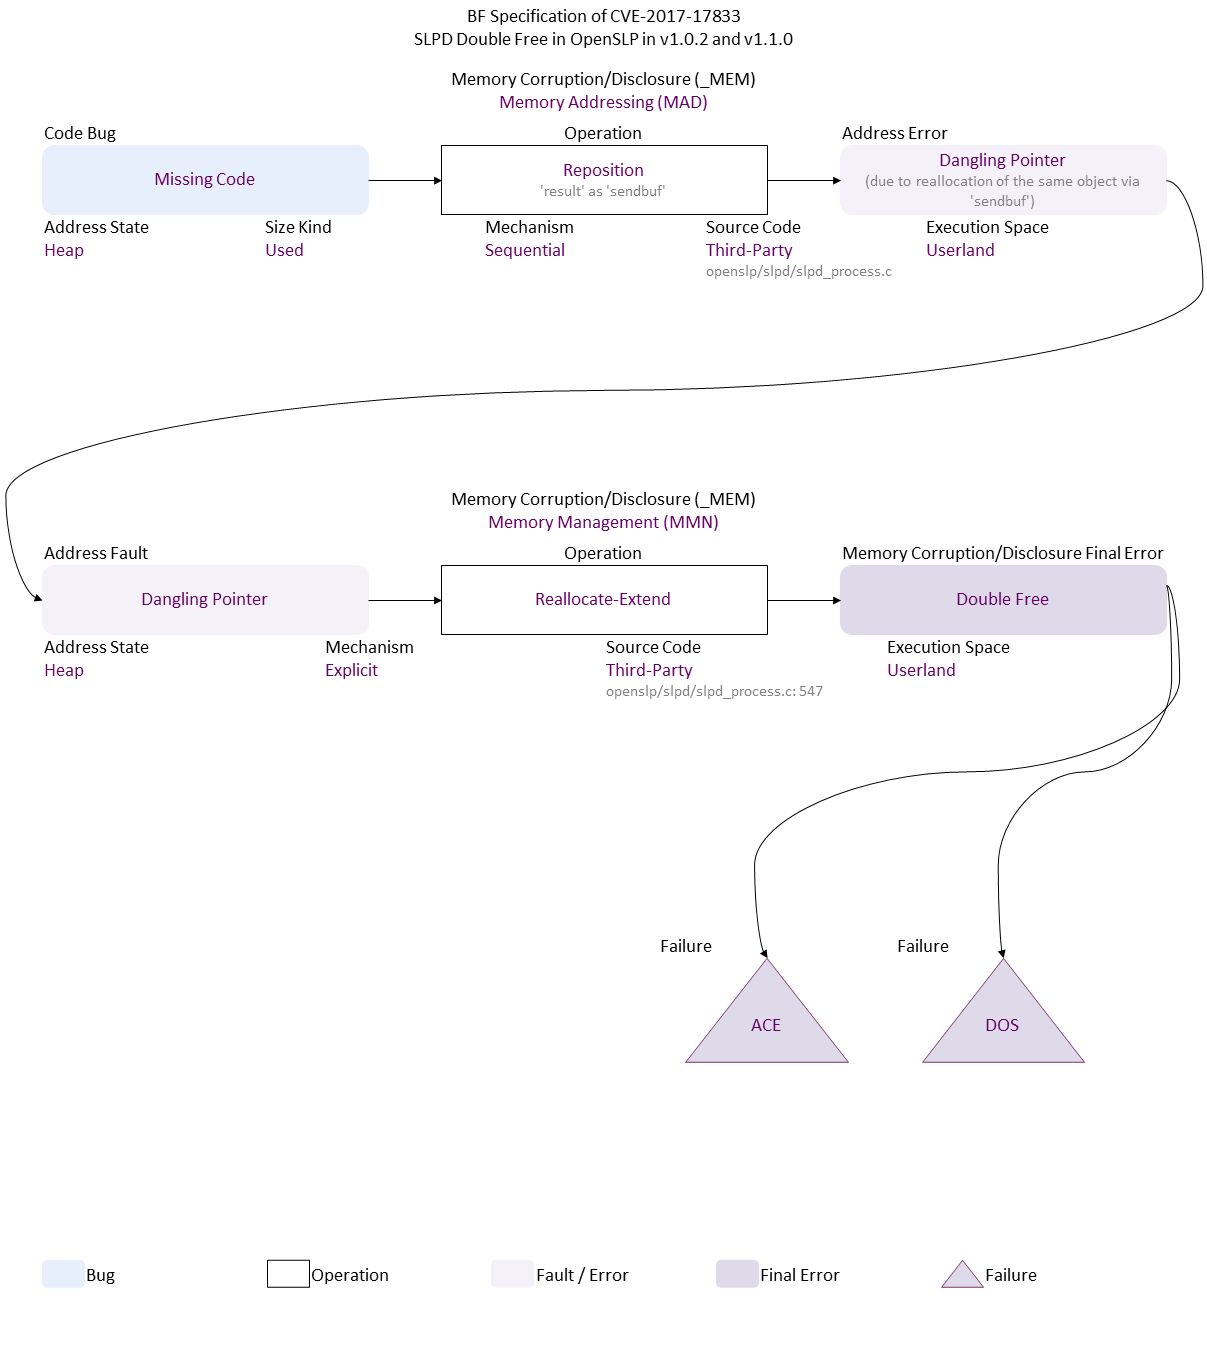 BF Specification of CVE-2017-17833
SLPD Double Free in OpenSLP in v1.0.2 and v1.1.0
Memory Corruption/Disclosure (_MEM)
Memory Addressing (MAD)
Code Bug
Operation
Address Error
Missing Code
Reposition
'result' as 'sendbuf'
Dangling Pointer
(due to reallocation of the same object via
'sendbuf')
Address State
Size Kind
Mechanism
Source Code
Execution Space
Heap
Used
Sequential
Third-Party
Userland
openslp/slpd/slpd_process.c
Memory Corruption/Disclosure (_MEM)
Memory Management (MMN)
Address Fault
Operation
Memory Corruption/Disclosure Final Error
Dangling Pointer
Reallocate-Extend
Double Free
Address State
Mechanism
Source Code
Execution Space
Heap
Explicit
Third-Party
Userland
openslp/slpd/slpd_process.c: 547
Failure
Failure
ACE
DOS
Bug
Operation
Fault / Error
Final Error
Failure